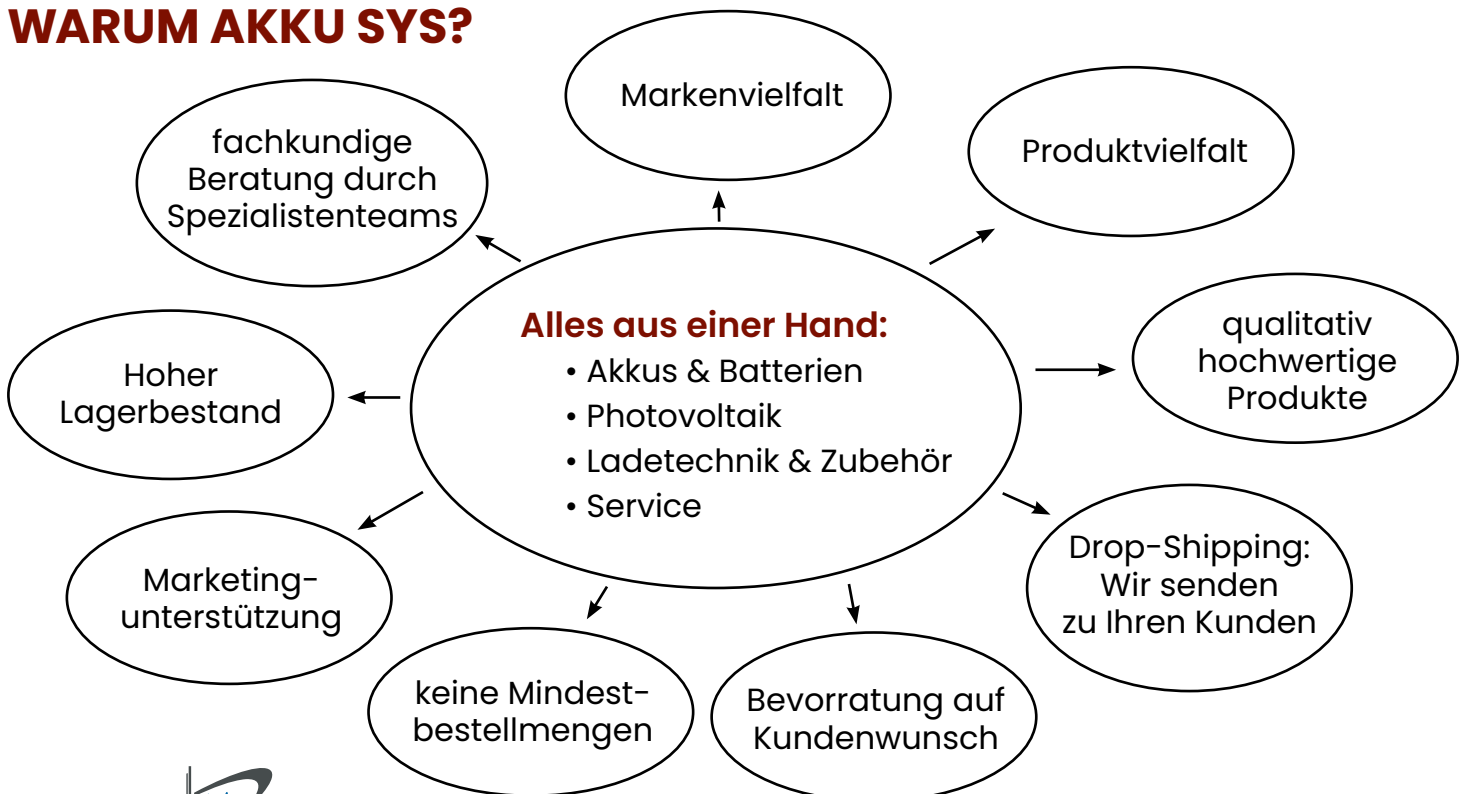 WARUM AKKU SYS?
Markenvielfalt
Produktvielfalt
fachkundige
Beratung durch
Spezialistenteams
Alles aus einer Hand:
• Akkus & Batterien
• Photovoltaik
• Ladetechnik & Zubehör
• Service
qualitativ
hochwertige
Produkte
Hoher
Lagerbestand
Drop-Shipping:
Wir senden
zu Ihren Kunden
Marketing-
unterstützung
keine Mindest-
bestellmengen
Bevorratung auf
Kundenwunsch